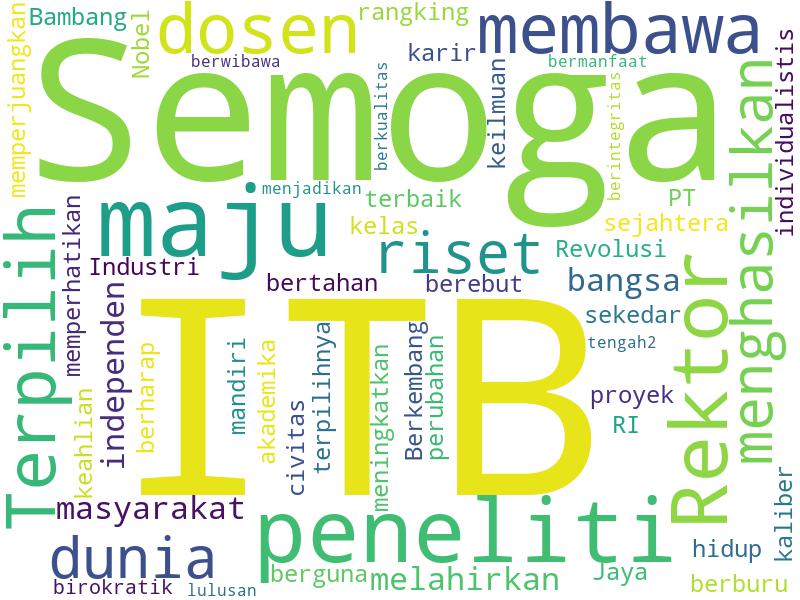 Bambang
memperjuangkan
Nobel
dosen
rangking
membawa
berwibawa
karir
bermanfaat
Semoga
berkualitas
keilmuan
berintegritas
individualistis
menghasilkan
menjadikan
terbaik
PT
kelas
sejahtera
maju
riset
Revolusi
Terpilih
memperhatikan
Industri
bertahan
berebut
bangsa
Rektor
independen
ITB
sekedar
tengah2
berharap
mandiri
akademika
terpilihnya
meningkatkan
Berkembang
perubahan
civitas
keahlian
proyek
RI
masyarakat
peneliti
kaliber
dunia
hidup
berguna
melahirkan
Jaya
berburu
birokratik
lulusan